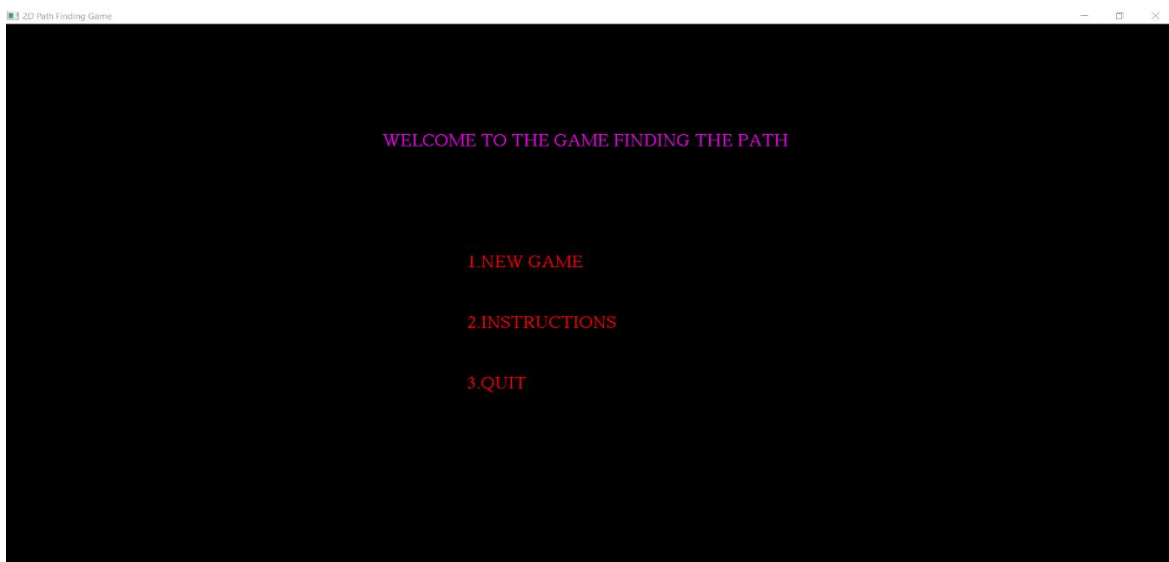 2D Path Finding Game
WELCOME TO THE GAME FINDING THE PATH
1.NEW GAME
2.INSTRUCTIONS
3.QUIT